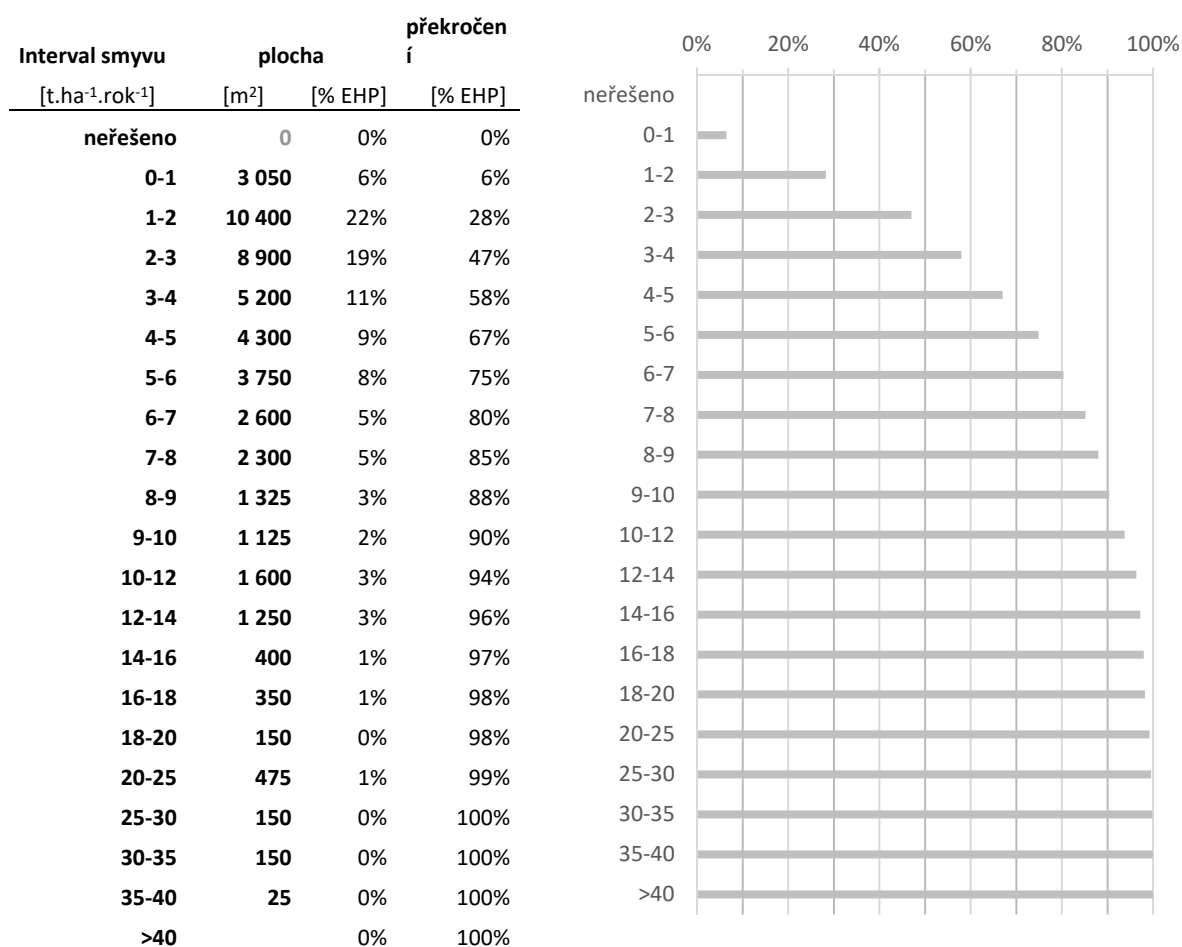 překročen
Interval smyvu plocha í
[t.ha-1.rok-1] [m2] [% EHP] [% EHP]
neřešeno 0 0% 0%
0-1 3 050 6% 6%
1-2 10 400 22% 28%
2-3 8 900 19% 47%
3-4 5 200 11% 58%
4-5 4 300 9% 67%
5-6 3 750 8% 75%
6-7 2 600 5% 80%
7-8 2 300 5% 85%
8-9 1 325 3% 88%
9-10 1 125 2% 90%
10-12 1 600 3% 94%
12-14 1 250 3% 96%
14-16 400 1% 97%
16-18 350 1% 98%
18-20 150 0% 98%
20-25 475 1% 99%
25-30 150 0% 100%
30-35 150 0% 100%
35-40 25 0% 100%
>40 0% 100%
0% 20% 40% 60% 80% 100%
neřešeno
0-1
1-2
2-3
3-4
4-5
5-6
6-7
7-8
8-9
9-10
10-12
12-14
14-16
16-18
18-20
20-25
25-30
30-35
35-40
>40